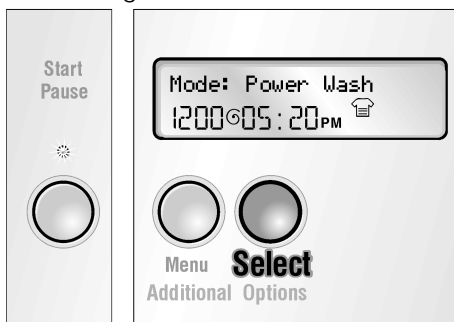 Start
Pause
Mode: Power Wash
1200 05:20PM
Menu
Select
Additional Options